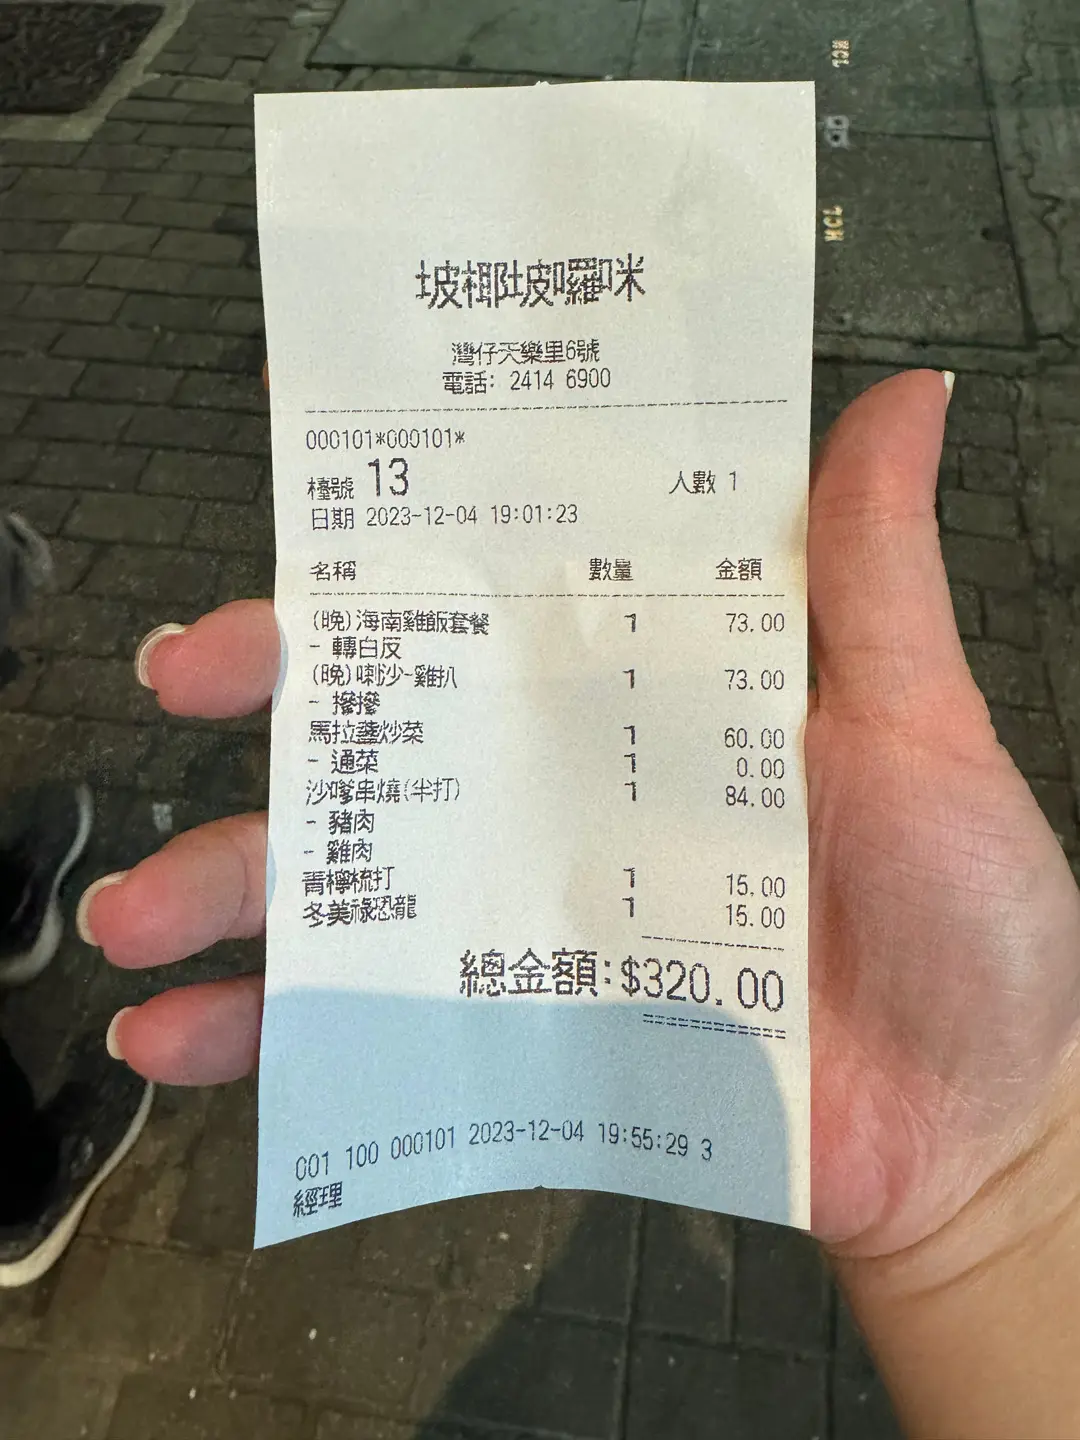 坡椰坡囉咪
灣仔天樂里6號
電話: 2414 6900
000101*000101*
檯號 13 人數 1
日期 2023-12-04 19:01:23
名稱 數量 金額
(晚)海南雞飯套餐 1 73.00
- 轉白反
(晚)喇沙~雞扒 1 73.00
- 撈撈
馬拉盞炒菜 1 60.00
- 通菜 1 0.00
沙嗲串燒(半打) 1 84.00
- 豬肉
- 雞肉
青檸梳打 1 15.00
冬美祿恐龍 1 15.00
總金額:$320.00
001 100 000101 2023-12-04 19:55:29 3
經理
HCL